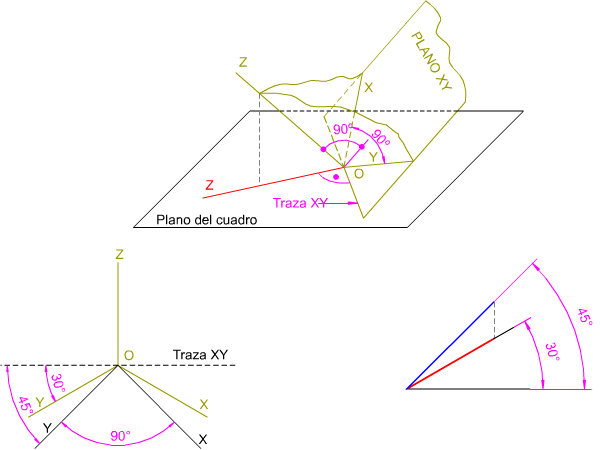 Z
PLANO XY
X
90°
90°
Y
O
Z
Traza XY
Plano del cuadro
Z
O
Traza XY
30°
45°
Y
Y
X
X
90°
45°
30°